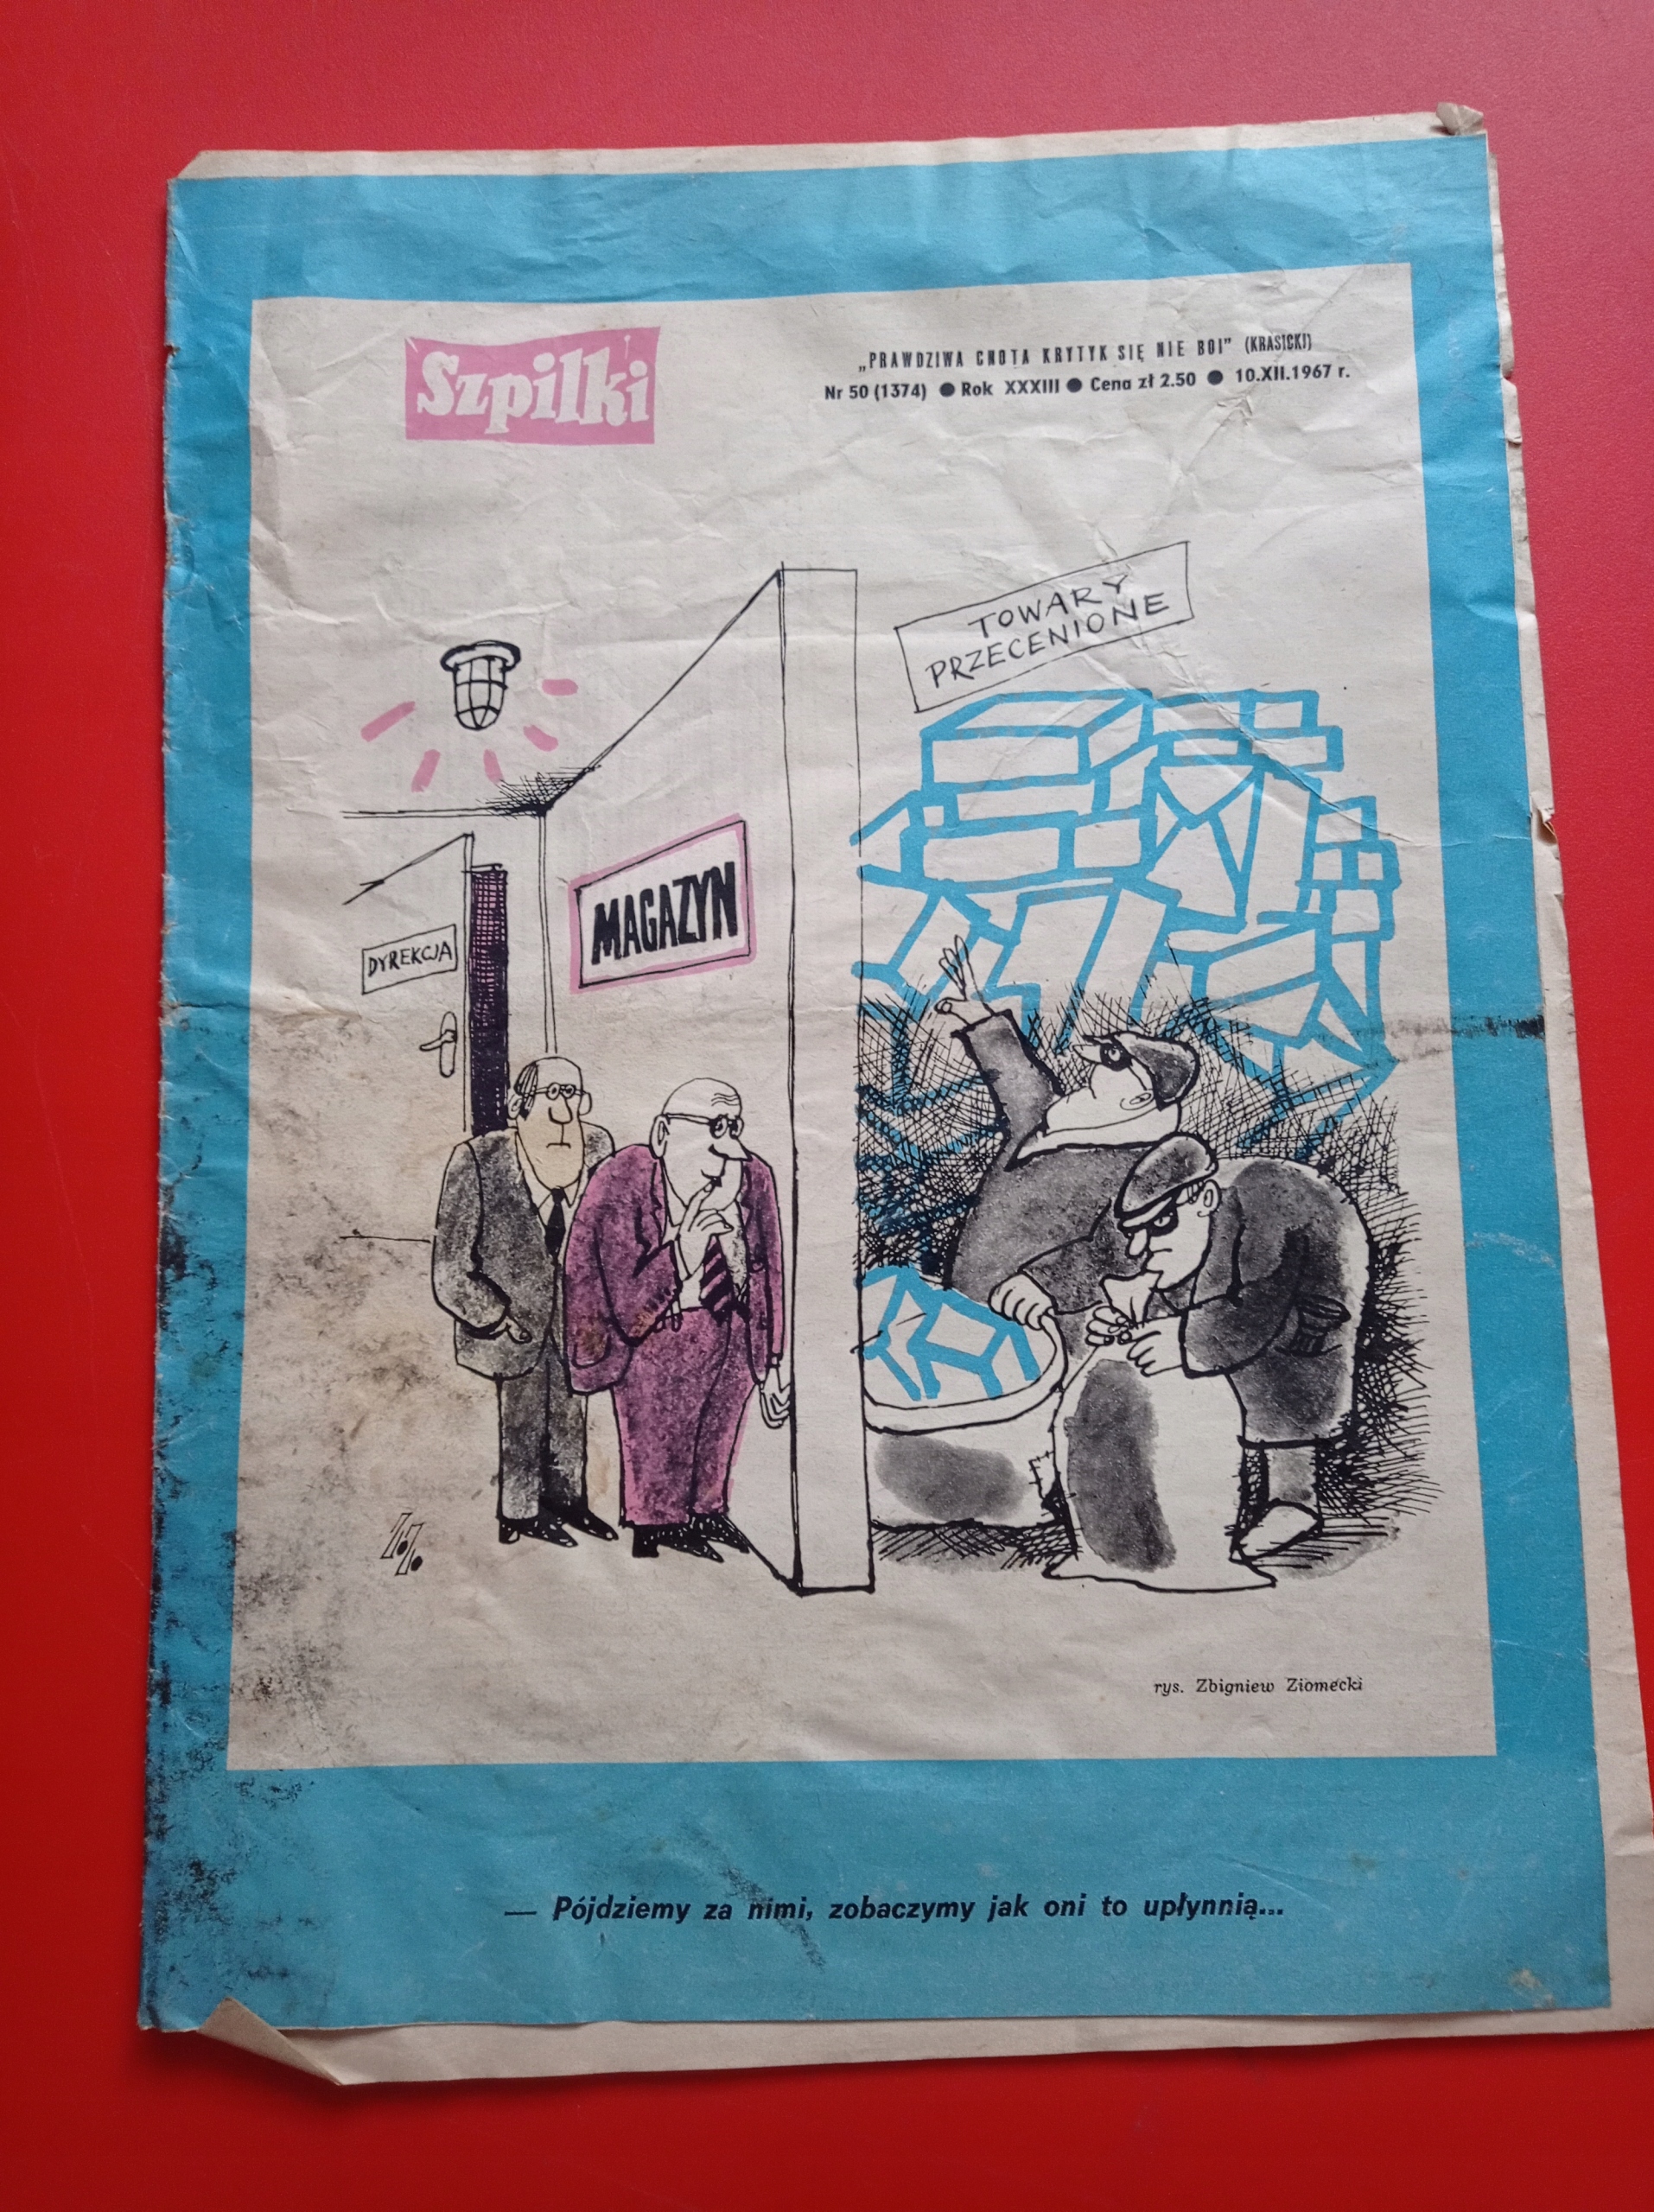 Szpilki
„PRAWDZIWA CNOTA KRYTYK SIĘ NIE BOI” (KRASICKI)
Nr 50 (1374) ● Rok XXXIII ● Cena zł 2.50 ● 10.XII.1967 r.
TOWARY
PRZECENIONE
MAGAZYN
DYREKCJA
Z.Z.
rys. Zbigniew Ziomecki
— Pójdziemy za nimi, zobaczymy jak oni to upłynnią...